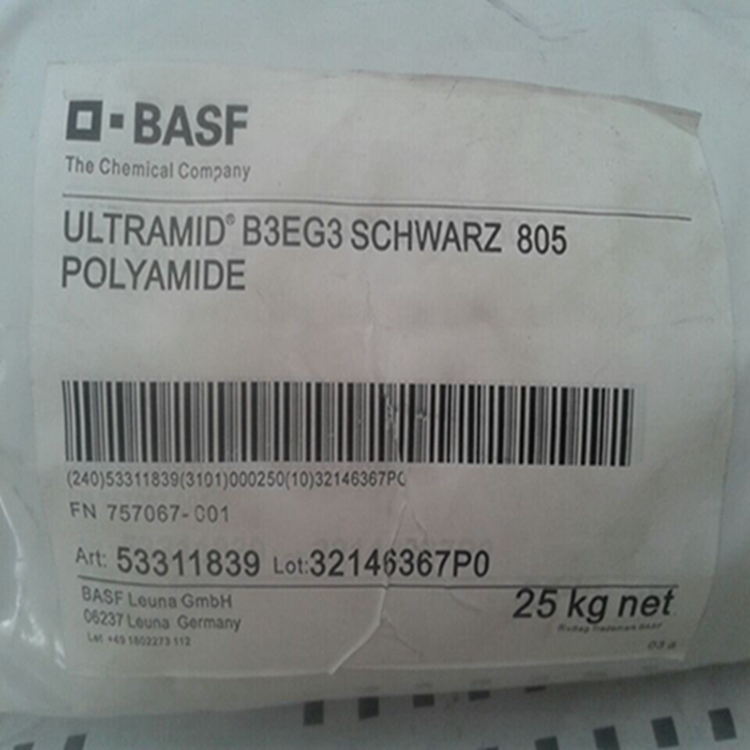 BASF
The Chemical Company
ULTRAMID® B3EG3 SCHWARZ 805
POLYAMIDE
(240)53311839(3101)000250(10)32146367P0
FN 757067-001
Art: 53311839 Lot:32146367P0
BASF Leuna GmbH
06237 Leuna Germany
25 kg net